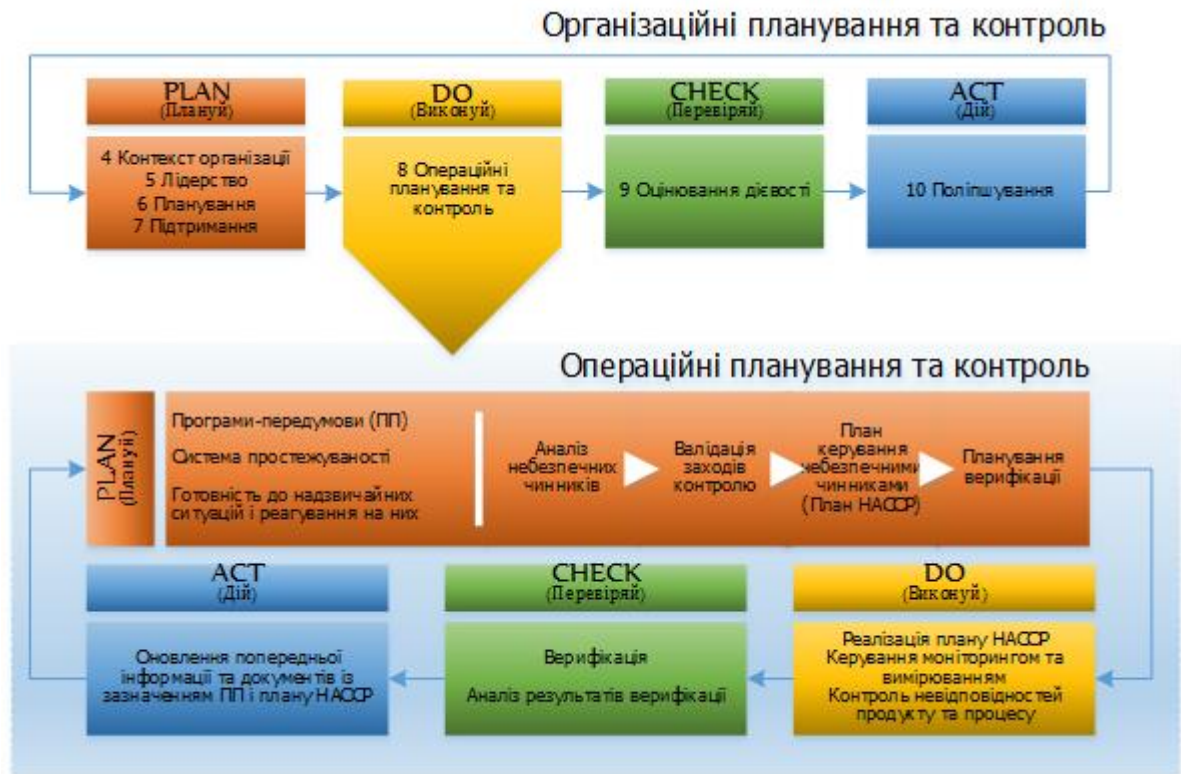 Організаційні планування та контроль
PLAN
(Плануй)
DO
(Виконуй)
CHECK
(Перевіряй)
ACT
(Дій)
4 Контекст організації
5 Лідерство
6 Планування
7 Підтримання
8 Операційні
планування та
контроль
9 Оцінювання дієвості
10 Поліпшування
Операційні планування та контроль
PLAN
(Плануй)
Програми-передумови (ПП)
Система простежуваності
Готовність до надзвичайних
ситуацій і реагування на них
Аналіз
небезпечних
чинників
Валідація
заходів
контролю
План
керування
небезпечними
чинниками
(План НАССР)
Планування
верифікації
ACT
(Дій)
CHECK
(Перевіряй)
DO
(Виконуй)
Оновлення попередньої
інформації та документів із
зазначенням ПП і плану НАССР
Верифікація
Аналіз результатів верифікації
Реалізація плану НАССР
Керування моніторингом та
вимірюванням
Контроль невідповідностей
продукту та процесу